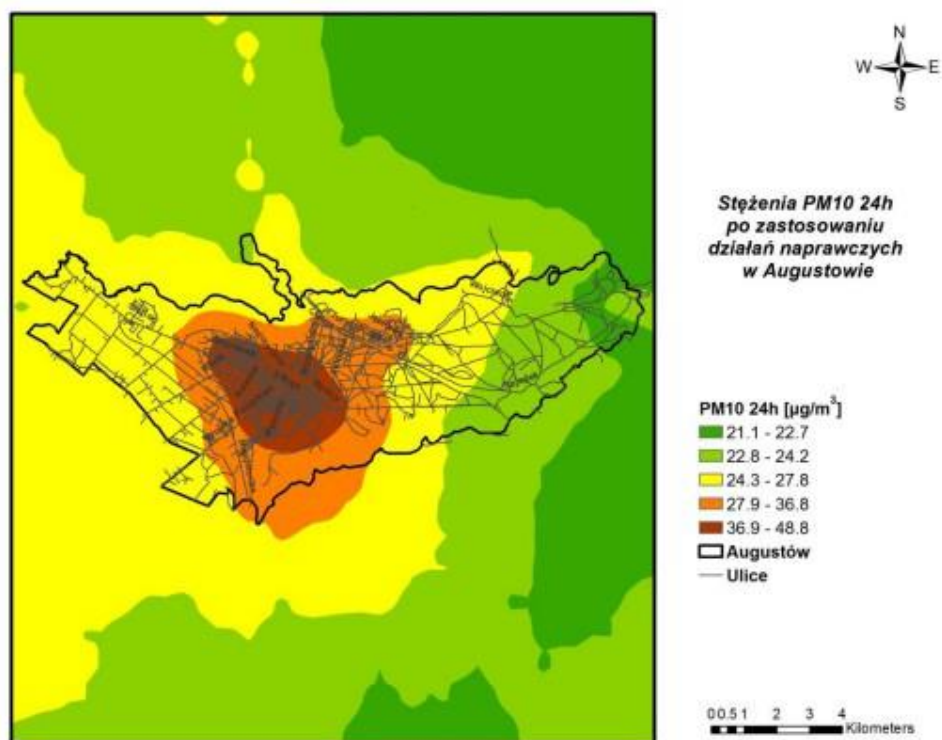 N
W E
S
Stężenia PM10 24h
po zastosowaniu
działań naprawczych
w Augustowie
PM10 24h [µg/m³]
21.1 - 22.7
22.8 - 24.2
24.3 - 27.8
27.9 - 36.8
36.9 - 48.8
Augustów
Ulice
0 0.5 1 2 3 4
Kilometers